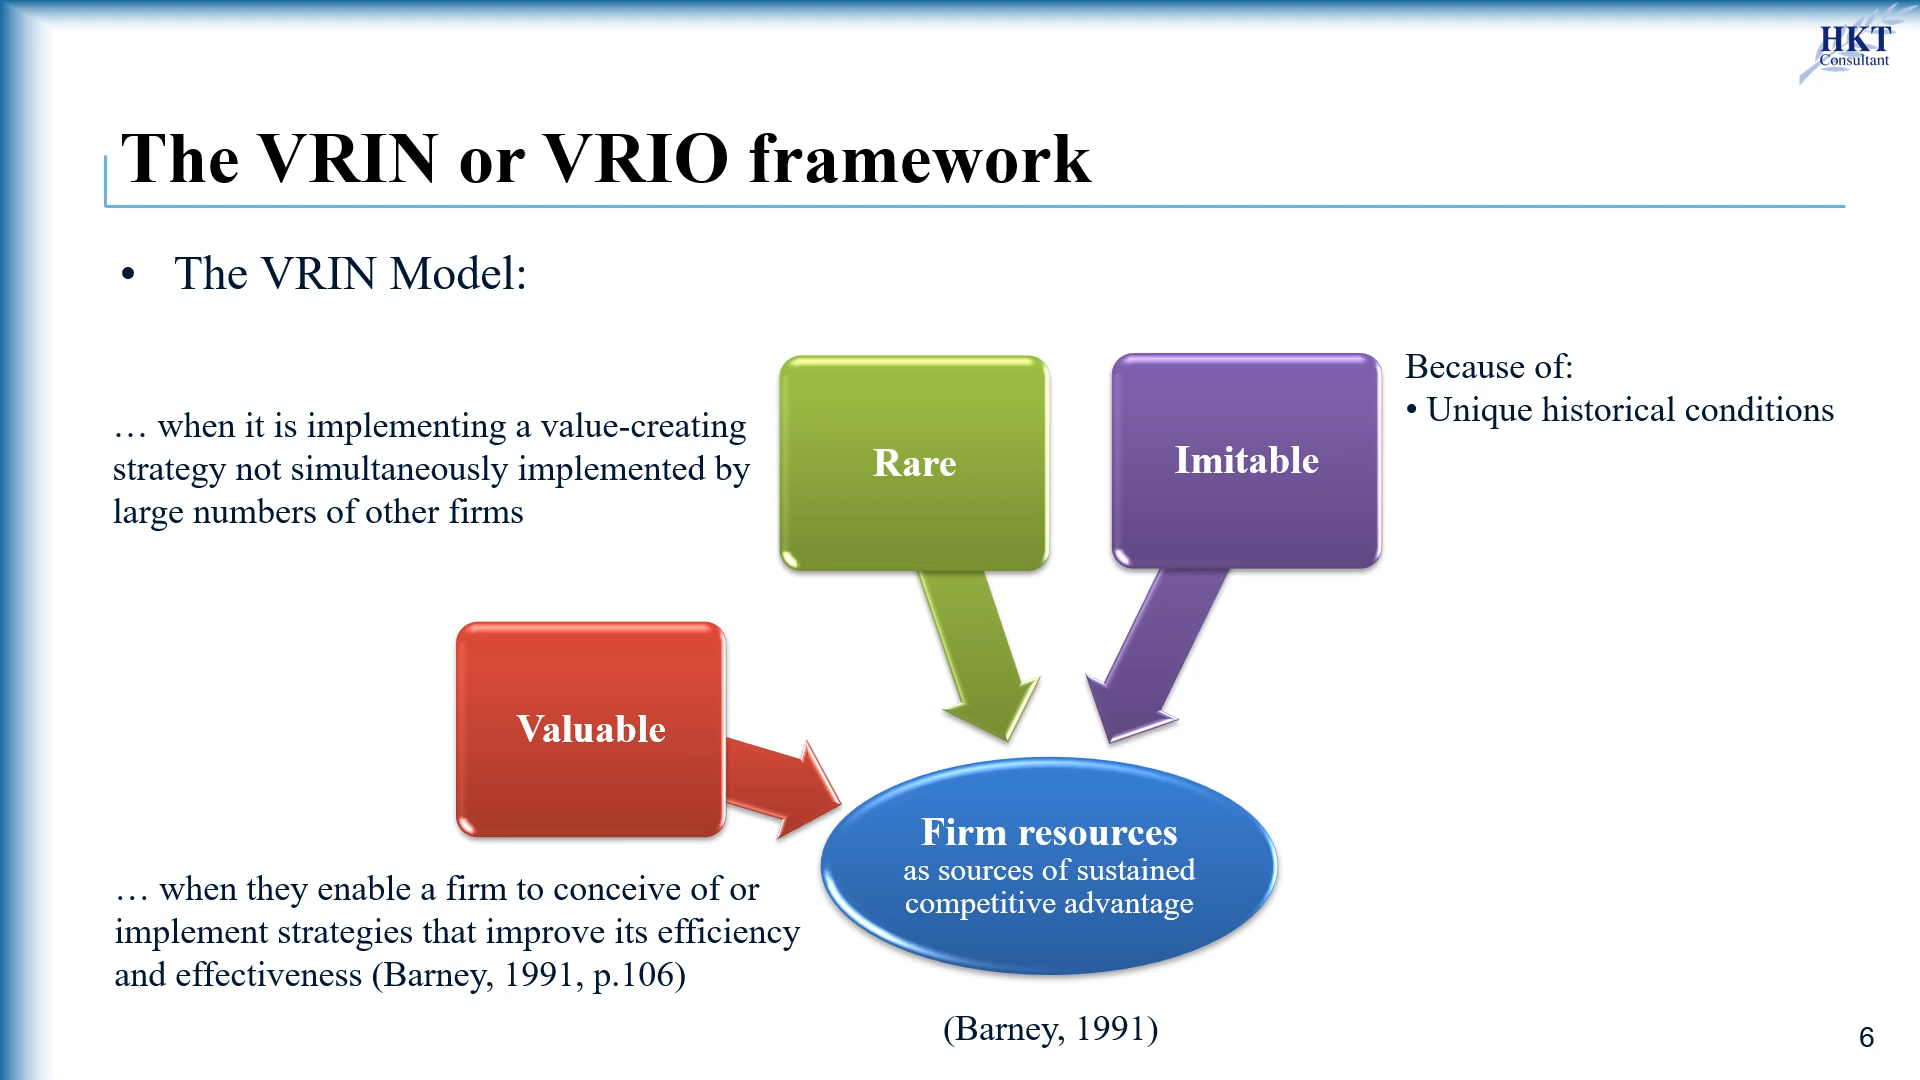 HKT
Consultant
The VRIN or VRIO framework
• The VRIN Model:
… when it is implementing a value-creating
strategy not simultaneously implemented by
large numbers of other firms
Rare
Imitable
Because of:
• Unique historical conditions
Valuable
… when they enable a firm to conceive of or
implement strategies that improve its efficiency
and effectiveness (Barney, 1991, p.106)
Firm resources
as sources of sustained
competitive advantage
(Barney, 1991)
6